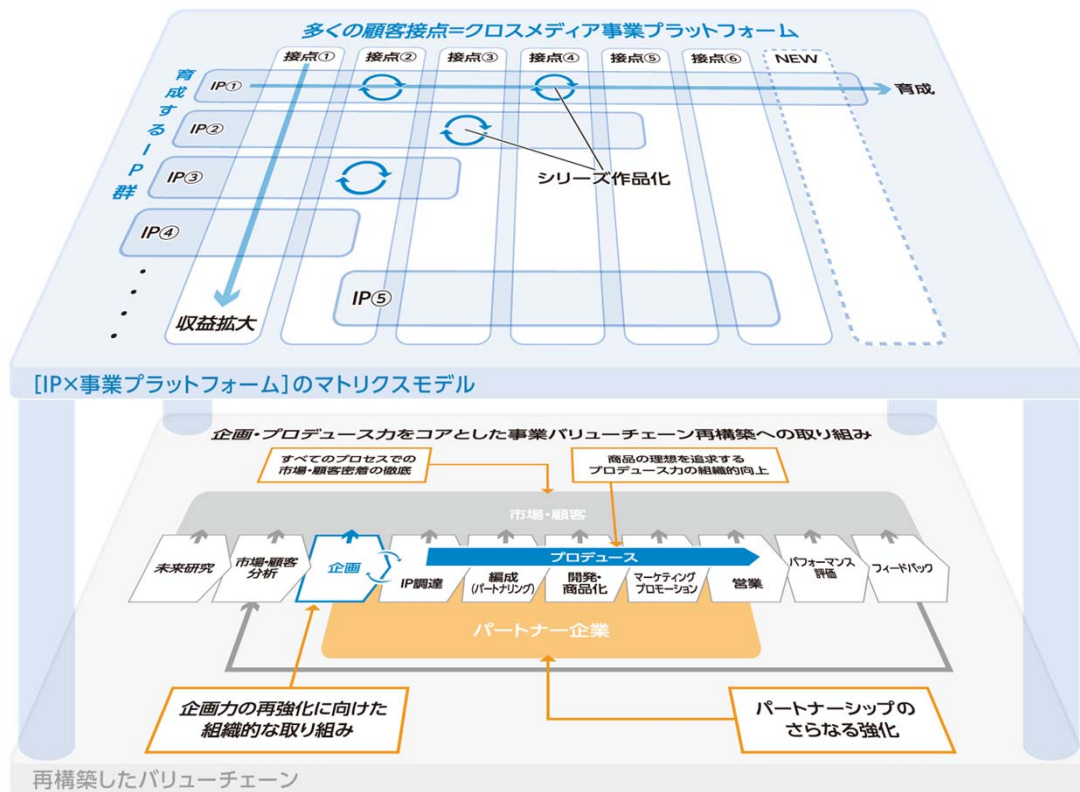 多くの顧客接点=クロスメディア事業プラットフォーム
接点①
接点②
接点③
接点④
接点⑤
接点⑥
NEW
育成するIP群
IP①
育成
IP②
シリーズ作品化
IP③
IP④
IP⑤
収益拡大
[IP×事業プラットフォーム]のマトリクスモデル
企画・プロデュース力をコアとした事業バリューチェーン再構築への取り組み
すべてのプロセスでの
市場・顧客密着の徹底
商品の理想を追求する
プロデュース力の組織的向上
市場・顧客
未来研究
市場・顧客
分析
企画
プロデュース
IP調達
編成
(パートナリング)
開発・
商品化
マーケティング
プロモーション
営業
パフォーマンス
評価
フィードバック
パートナー企業
企画力の再強化に向けた
組織的な取り組み
パートナーシップの
さらなる強化
再構築したバリューチェーン